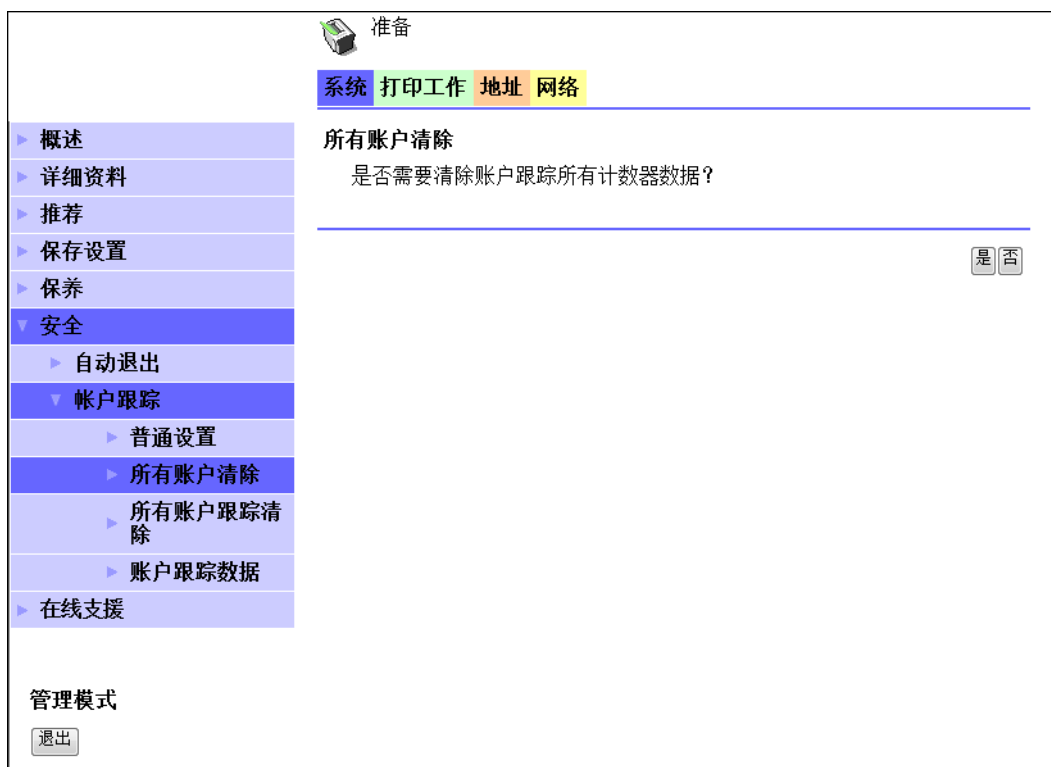 准备
系统 打印工作 地址 网络
概述
详细资料
推荐
保存设置
保养
安全
自动退出
帐户跟踪
普通设置
所有账户清除
所有账户跟踪清
除
账户跟踪数据
在线支援
管理模式
退出
所有账户清除
是否需要清除账户跟踪所有计数器数据？
是 否